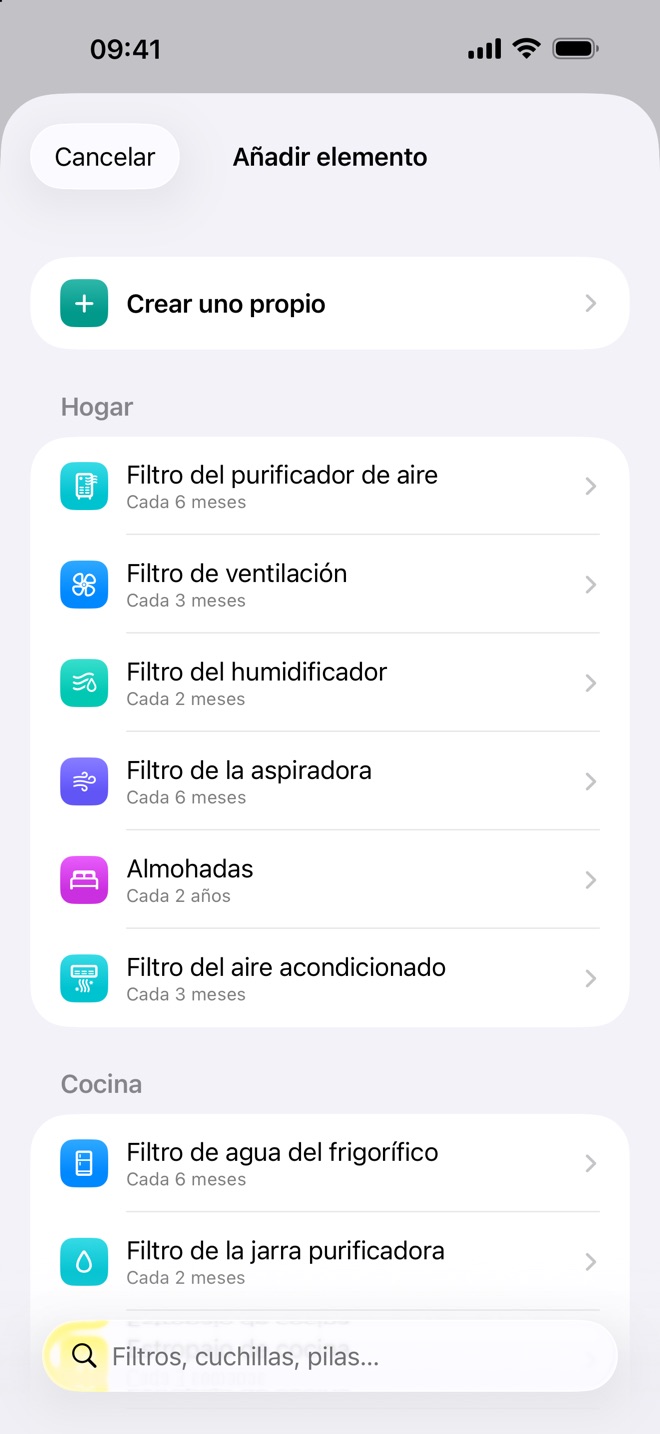 09:41
Cancelar
Añadir elemento
Crear uno propio
Hogar
Filtro del purificador de aire
Cada 6 meses
Filtro de ventilación
Cada 3 meses
Filtro del humidificador
Cada 2 meses
Filtro de la aspiradora
Cada 6 meses
Almohadas
Cada 2 años
Filtro del aire acondicionado
Cada 3 meses
Cocina
Filtro de agua del frigorífico
Cada 6 meses
Filtro de la jarra purificadora
Cada 2 meses
Estropajo de cocina
Filtros, cuchillas, pilas...